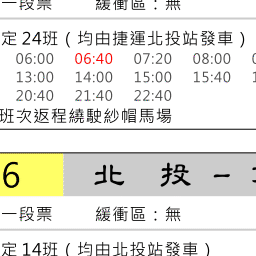 一段票 緩衝區：無
定 24班（均由捷運北投站發車）
06:00 06:40 07:20 08:00
13:00 14:00 15:00 15:40
20:40 21:40 22:40
班次返程繞駛紗帽馬場
6 北 投 -
一段票 緩衝區：無
定 14班（均由北投站發車）